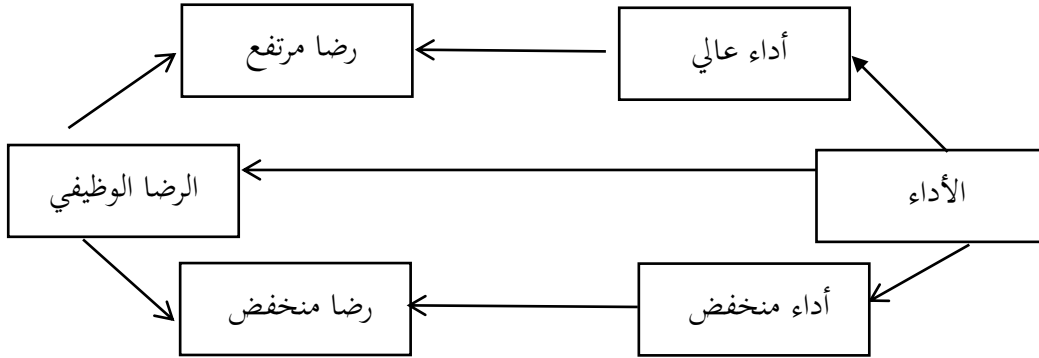 أداء عالي
رضا مرتفع
الأداء
الرضا الوظيفي
أداء منخفض
رضا منخفض